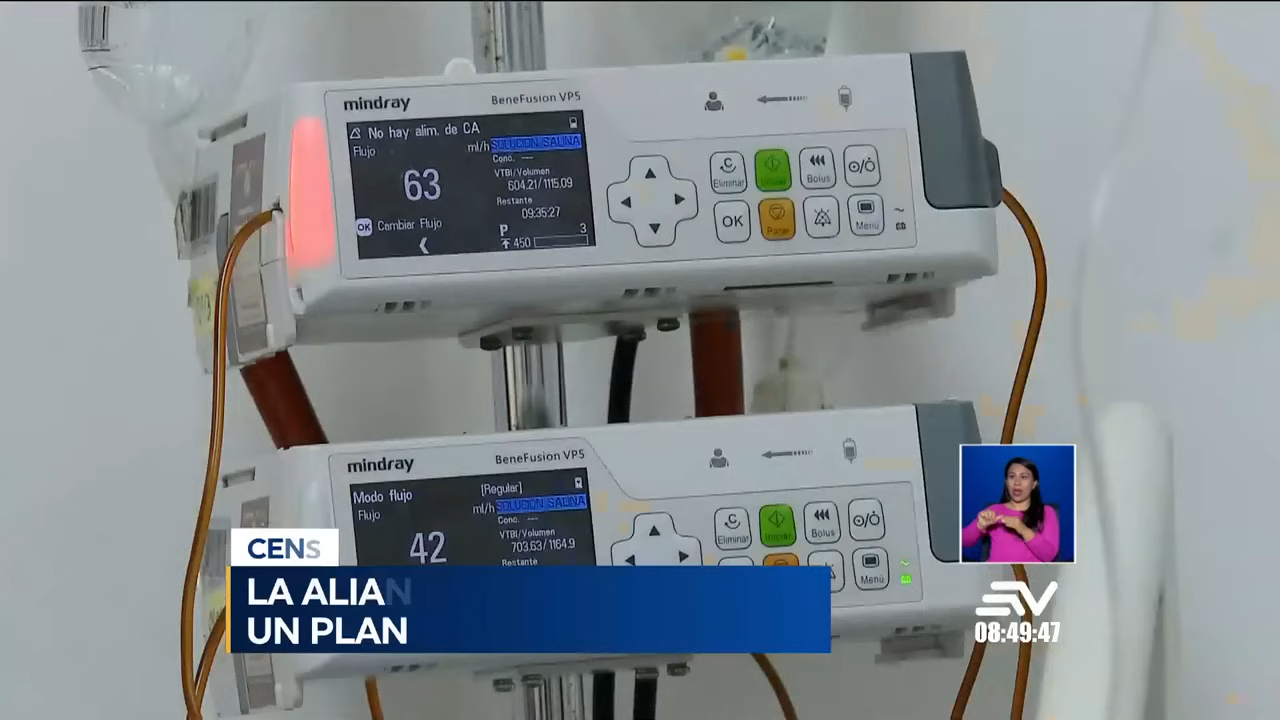 mindray
BeneFusion VP5
No hay alim. de CA
Flujo
ml/h SOLUCION SALINA
Conc. ---
63
VTBI/Volumen
604.21/1115.09
Restante
09:35:27
OK Cambiar Flujo
P 3
450
Eliminar
Iniciar
Bolus
OK
Parar
Menú
mindray
BeneFusion VP5
Modo flujo
[Regular]
Flujo
ml/h SOLUCION SALINA
Conc. ---
42
VTBI/Volumen
703.63/1164.9
Restante
Eliminar
Iniciar
Bolus
Menú
CENS
LA ALIAN
UN PLAN
08:49:47